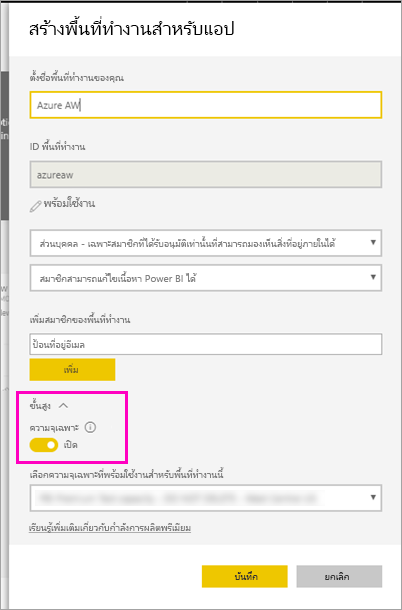 สร้างพื้นที่ทำงานสำหรับแอป
ตั้งชื่อพื้นที่ทำงานของคุณ
Azure AW
ID พื้นที่ทำงาน
azureaw
พร้อมใช้งาน
ส่วนบุคคล - เฉพาะสมาชิกที่ได้รับอนุมัติเท่านั้นที่สามารถมองเห็นสิ่งที่อยู่ภายในได้
สมาชิกสามารถแก้ไขเนื้อหา Power BI ได้
เพิ่มสมาชิกของพื้นที่ทำงาน
ป้อนที่อยู่อีเมล
เพิ่ม
ขั้นสูง
ความจุเฉพาะ
เปิด
เลือกความจุเฉพาะที่พร้อมใช้งานสำหรับพื้นที่ทำงานนี้
เรียนรู้เพิ่มเติมเกี่ยวกับกำลังการผลิตพรีเมียม
บันทึก
ยกเลิก